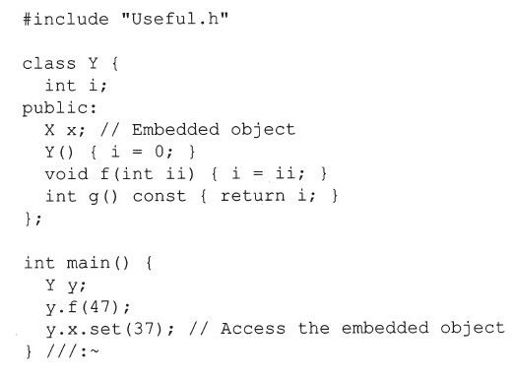 #include "Useful.h"

class Y {
  int i;
public:
  X x; // Embedded object
  Y() { i = 0; }
  void f(int ii) { i = ii; }
  int g() const { return i; }
};

int main() {
  Y y;
  y.f(47);
  y.x.set(37); // Access the embedded object
} ///:~